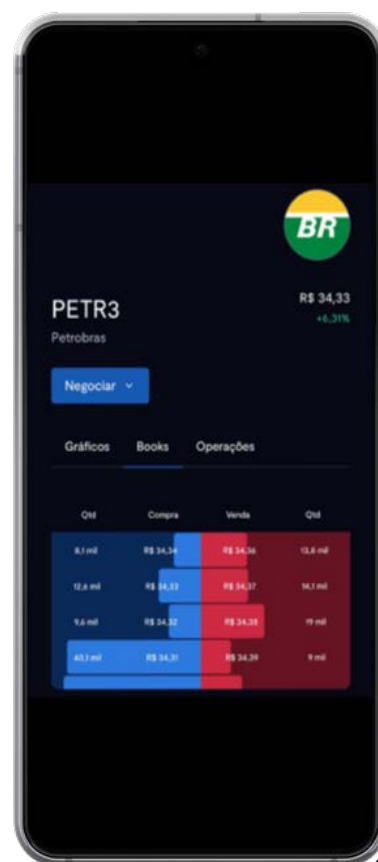 BR
R$ 34,33
PETR3
+6,31%
Petrobras
Negociar
Gráficos Books Operações
Qtd Compra Venda Qtd
8,1 mil R$ 34,34 R$ 34,36 13,8 mil
12,6 mil R$ 34,33 R$ 34,37 14,1 mil
9,6 mil R$ 34,32 R$ 34,38 19 mil
40,1 mil R$ 34,31 R$ 34,39 9 mil